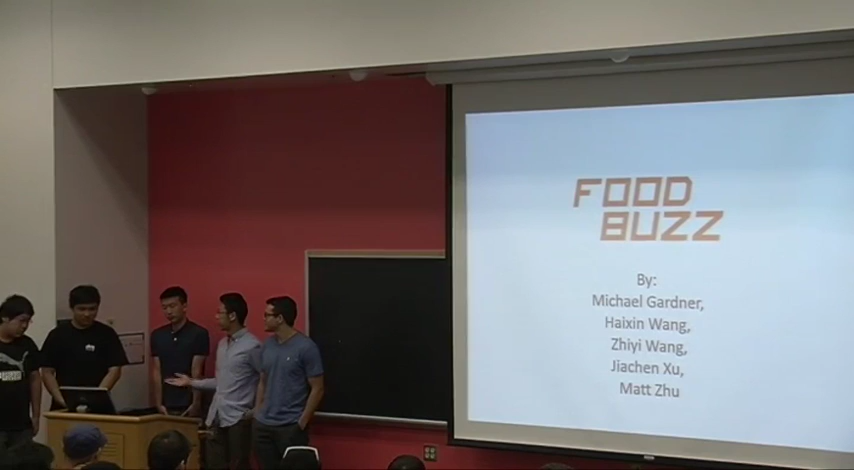 FOOD
BUZZ
By:
Michael Gardner,
Haixin Wang,
Zhiyi Wang,
Jiachen Xu,
Matt Zhu